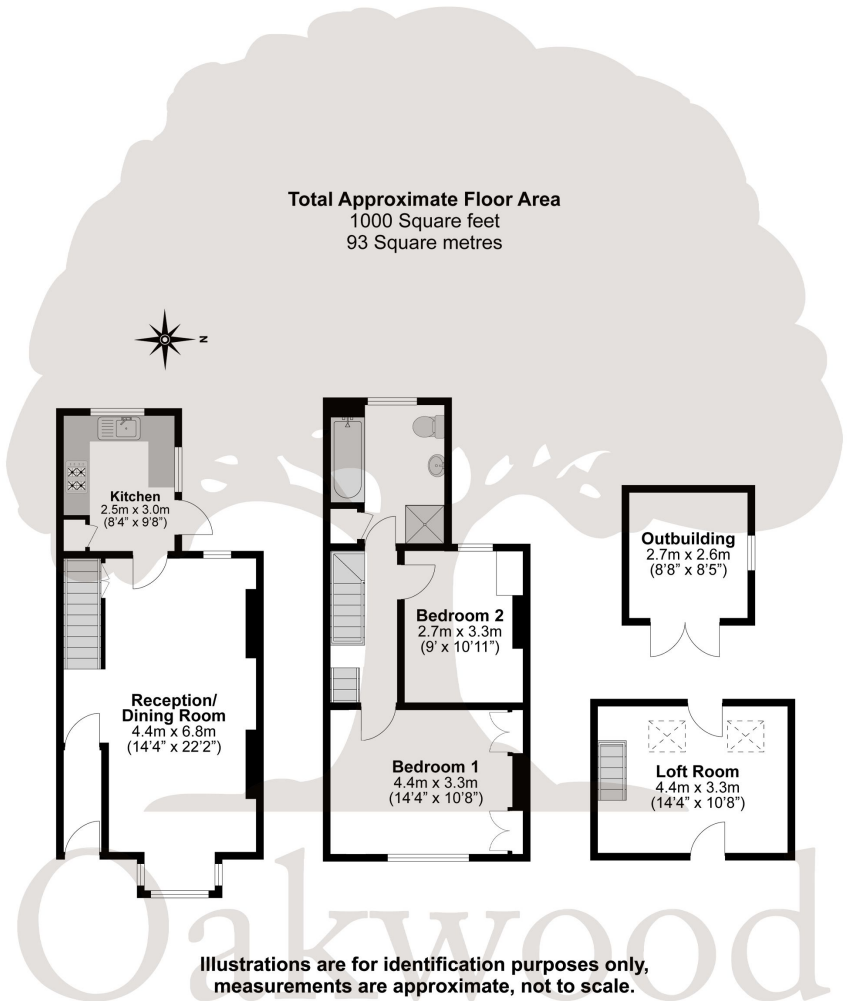 Total Approximate Floor Area
1000 Square feet
93 Square metres
N
Kitchen
2.5m x 3.0m
(8'4" x 9'8")
Reception/
Dining Room
4.4m x 6.8m
(14'4" x 22'2")
Bedroom 2
2.7m x 3.3m
(9' x 10'11")
Bedroom 1
4.4m x 3.3m
(14'4" x 10'8")
Outbuilding
2.7m x 2.6m
(8'8" x 8'5")
Loft Room
4.4m x 3.3m
(14'4" x 10'8")
Oakwood
Illustrations are for identification purposes only,
measurements are approximate, not to scale.